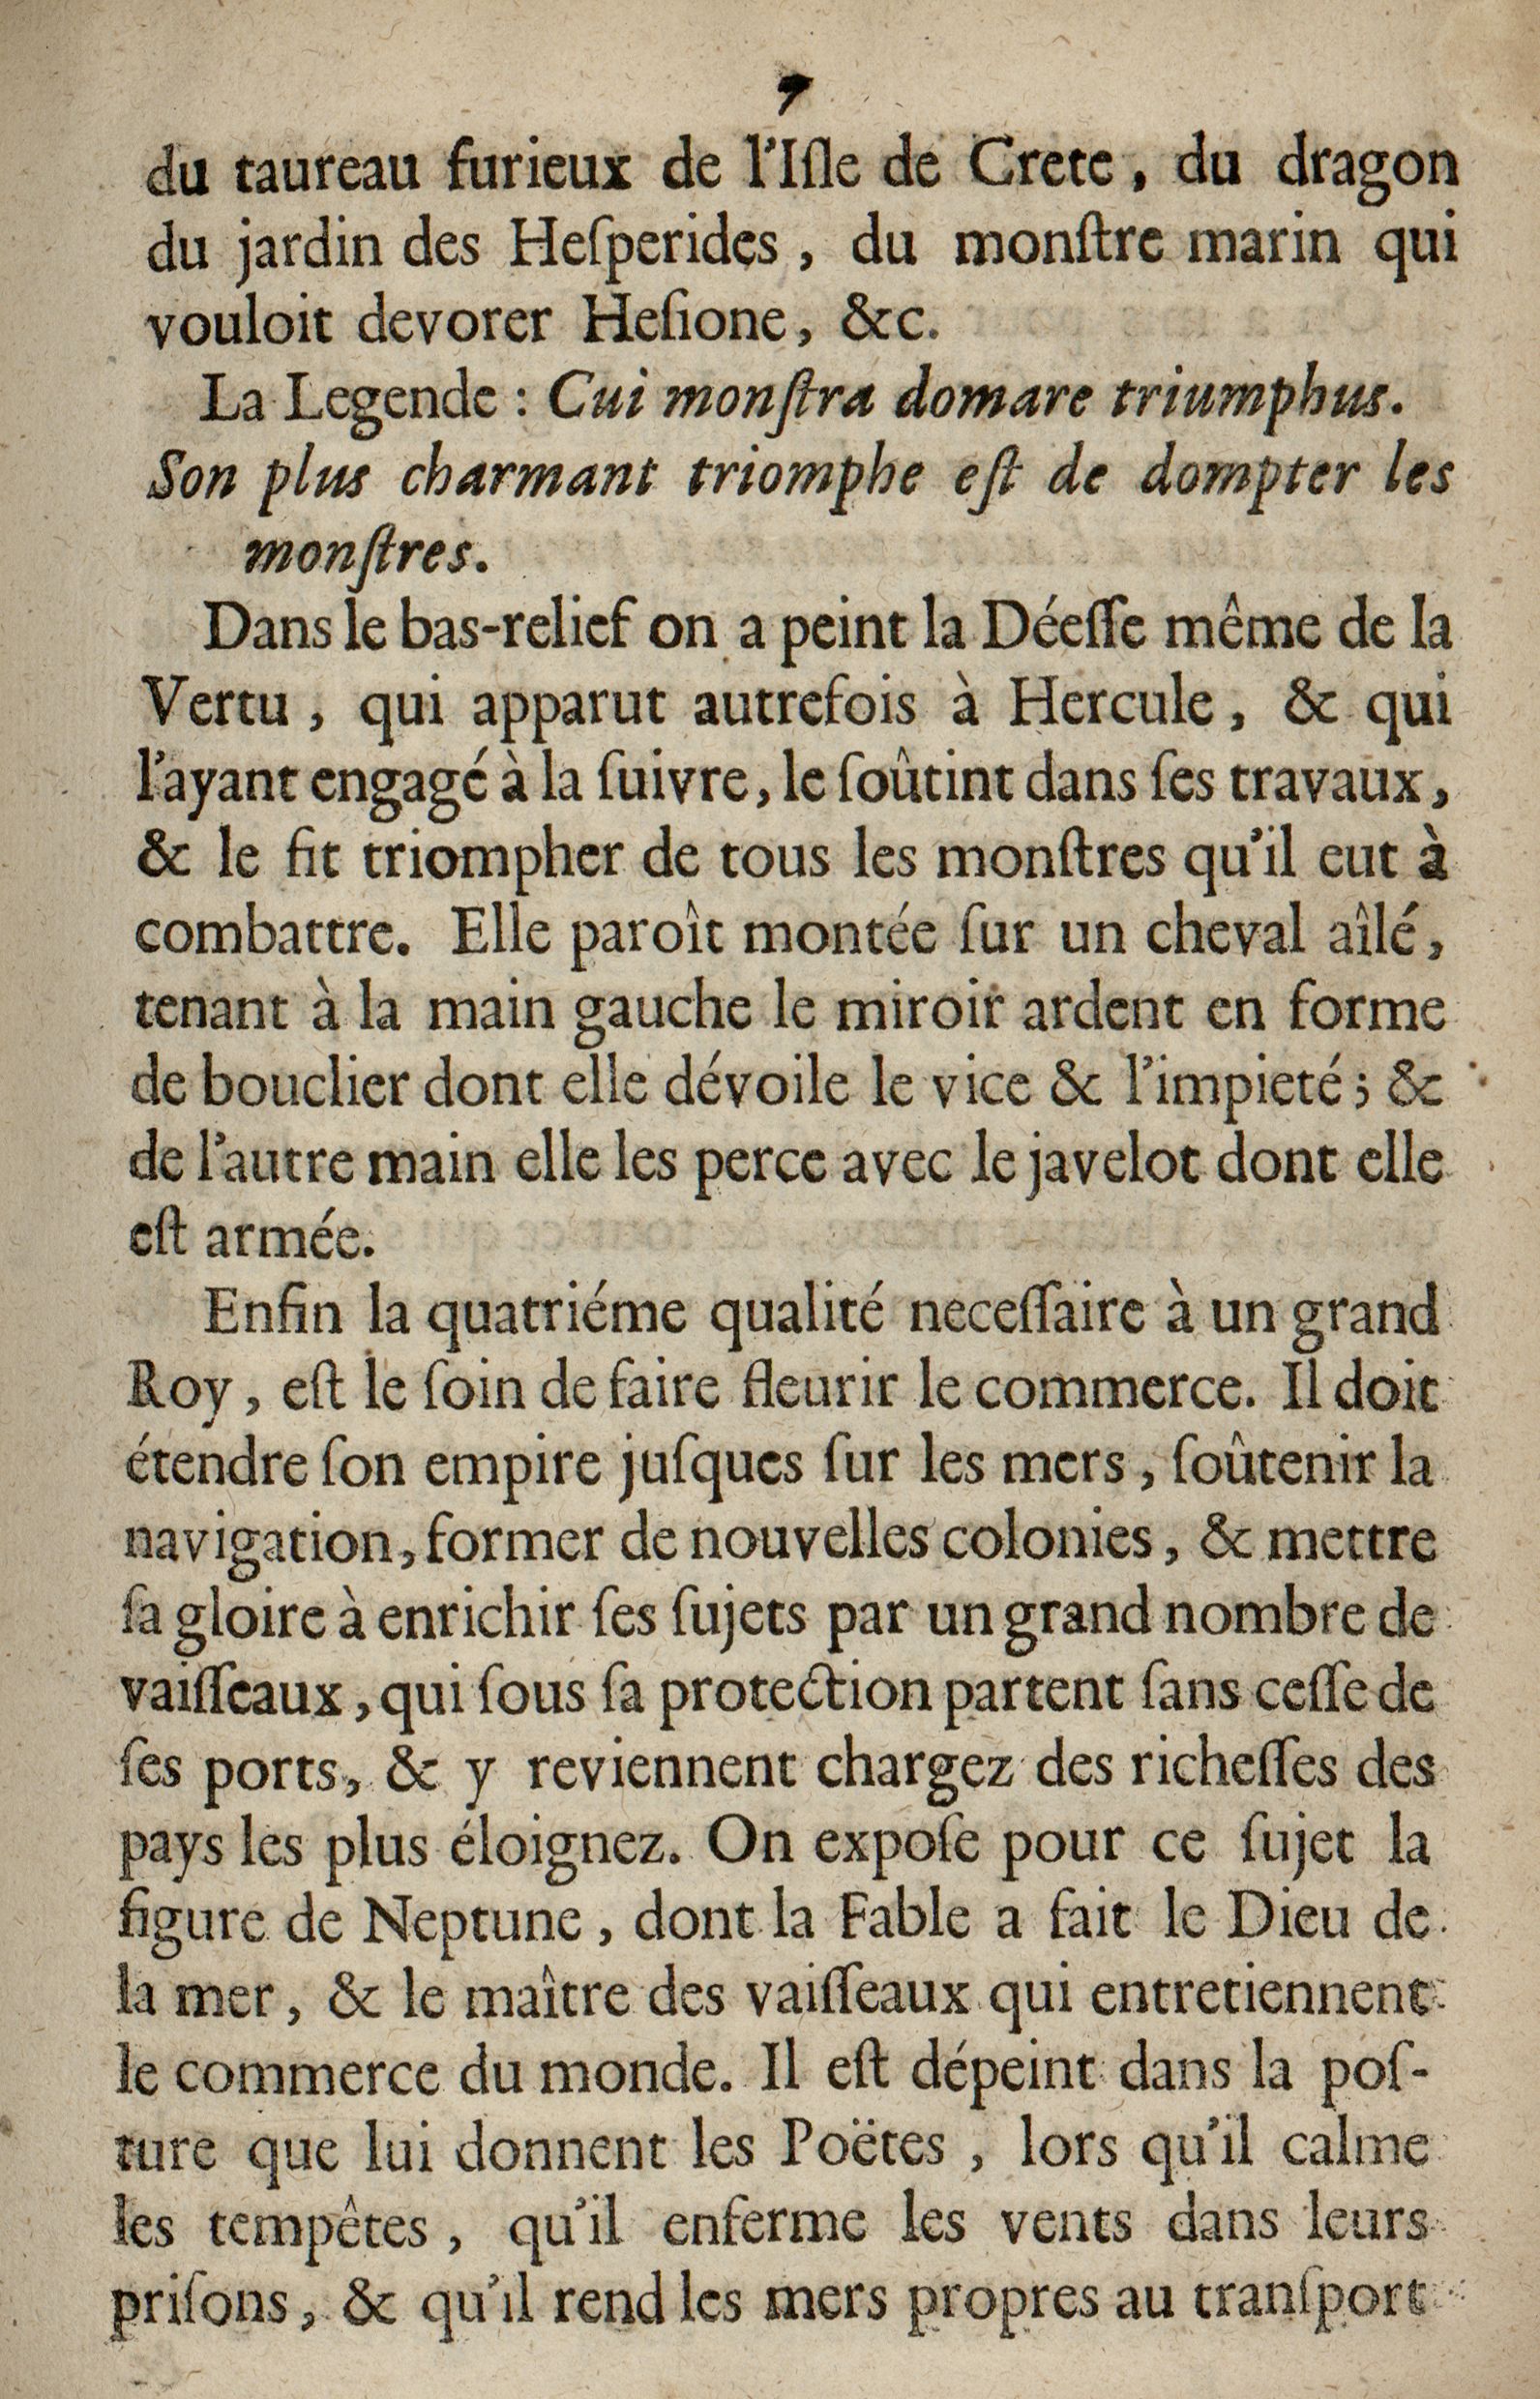 7
du taureau furieux de l'Iſle de Crete, du dragon
du jardin des Heſperides, du monſtre marin qui
vouloit devorer Heſione, &c.
La Legende : Cui monſtra domare triumphus.
Son plus charmant triomphe eſt de dompter les
monſtres.
Dans le bas-relief on a peint la Déeſſe même de la
Vertu, qui apparut autrefois à Hercule, & qui
l'ayant engagé à la ſuivre, le ſoûtint dans ſes travaux,
& le fit triompher de tous les monſtres qu'il eut à
combattre. Elle paroît montée ſur un cheval aîlé,
tenant à la main gauche le miroir ardent en forme
de bouclier dont elle dévoile le vice & l'impieté ; &
de l'autre main elle les perce avec le javelot dont elle
eſt armée.
Enfin la quatriéme qualité neceſſaire à un grand
Roy, eſt le ſoin de faire fleurir le commerce. Il doit
étendre ſon empire juſques ſur les mers, ſoûtenir la
navigation, former de nouvelles colonies, & mettre
ſa gloire à enrichir ſes ſujets par un grand nombre de
vaiſſeaux, qui ſous ſa protection partent ſans ceſſe de
ſes ports, & y reviennent chargez des richeſſes des
pays les plus éloignez. On expoſe pour ce ſujet la
figure de Neptune, dont la Fable a fait le Dieu de
la mer, & le maître des vaiſſeaux qui entretiennent
le commerce du monde. Il eſt dépeint dans la poſ-
ture que lui donnent les Poëtes, lors qu'il calme
les tempêtes, qu'il enferme les vents dans leurs
priſons, & qu'il rend les mers propres au tranſport